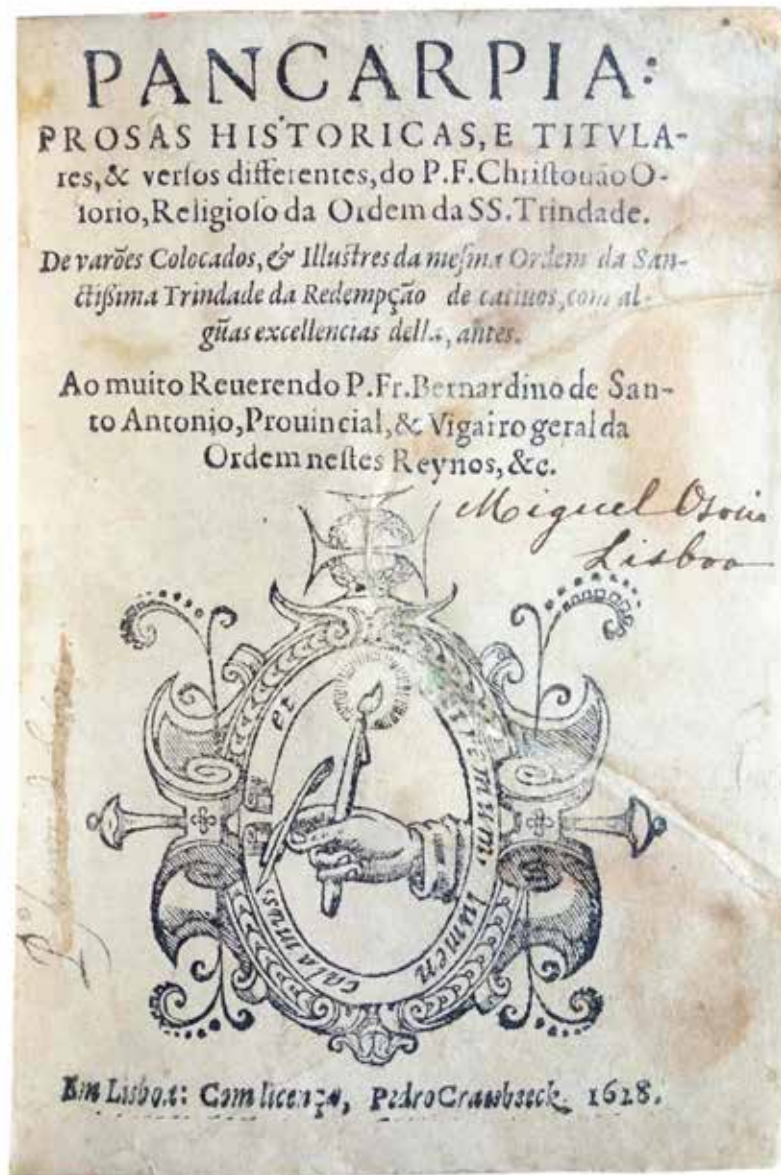 PANCARPIA:
PROSAS HISTORICAS, E TITVLA-
res, & versos differentes, do P.F. Christouão O-
sorio, Religioso da Ordem da SS. Trindade.
De varões Colocados, & Illustres da mesma Ordem da San-
ctissima Trindade da Redempção de catiuos, com al-
gũas excellencias della, antes.
Ao muito Reuerendo P.Fr. Bernardino de San-
to Antonio, Prouincial, & Vigairo geral da
Ordem nestes Reynos, &c.
Miguel Osorio
Lisboa
et
lumen
calamus.
Em Lisboa: Com licença, Pedro Craesbeeck. 1628.